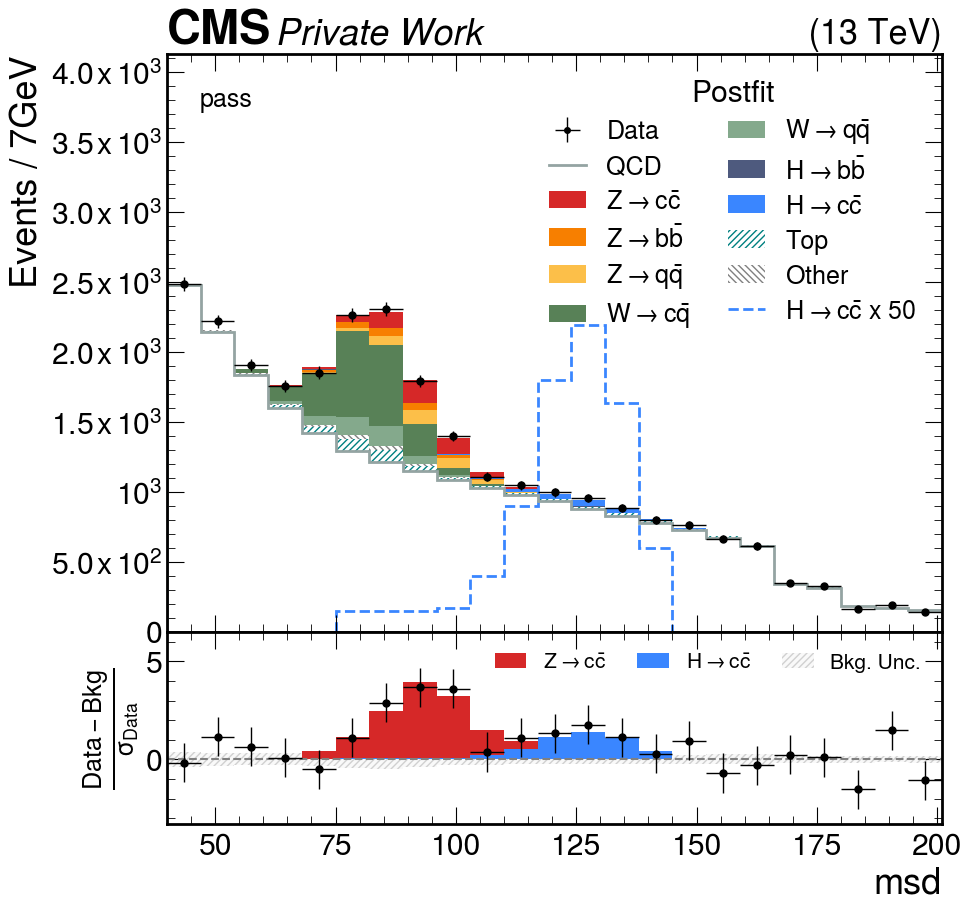 CMS Private Work (13 TeV)
Events / 7GeV
4.0 x 10³
3.5 x 10³
3.0 x 10³
2.5 x 10³
2.0 x 10³
1.5 x 10³
10³
5.0 x 10²
0
pass
Postfit
Data
QCD
Z → cc̄
Z → bb̄
Z → qq̄
W → cq̄
W → qq̄
H → bb̄
H → cc̄
Top
Other
H → cc̄ x 50
Data – Bkg
σData
5
0
Z → cc̄ H → cc̄ Bkg. Unc.
50 75 100 125 150 175 200
msd